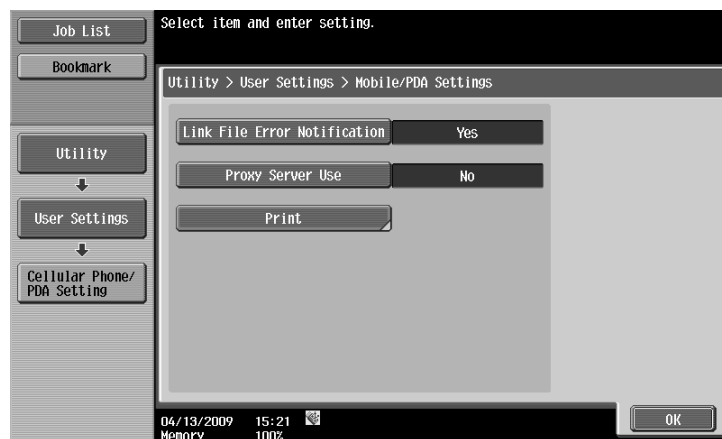 Job List
Bookmark
Utility
User Settings
Cellular Phone/
PDA Setting
Select item and enter setting.
Utility > User Settings > Mobile/PDA Settings
Link File Error Notification
Yes
Proxy Server Use
No
Print
04/13/2009 15:21
Memory 100%
OK